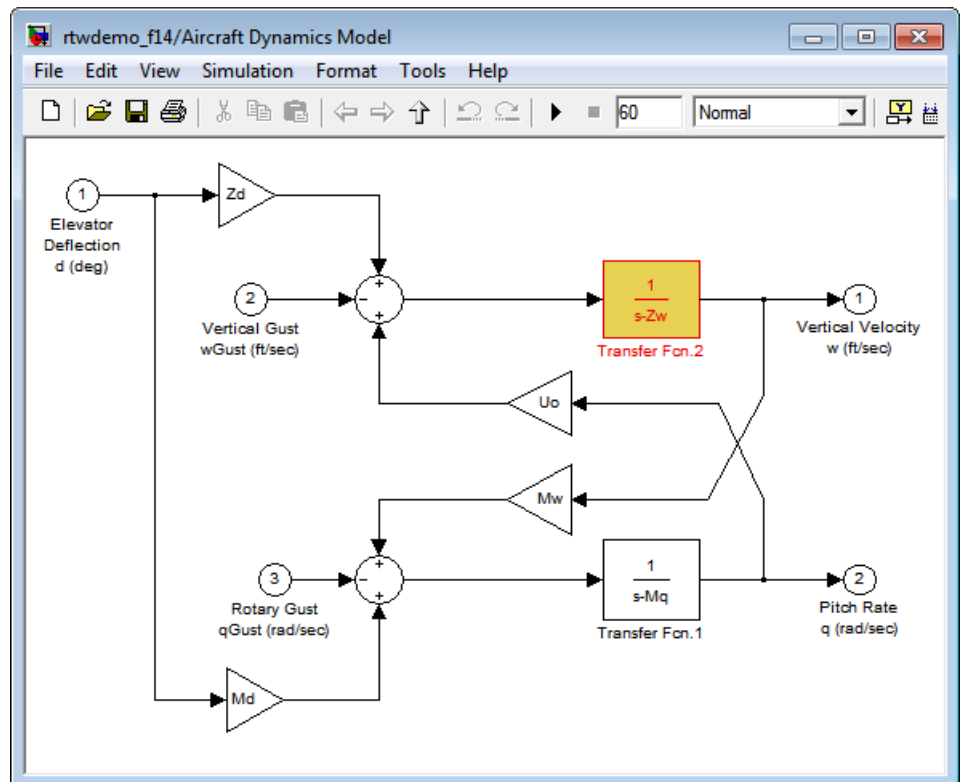 rtwdemo_f14/Aircraft Dynamics Model
File Edit View Simulation Format Tools Help
60 Normal
1
Elevator
Deflection
d (deg)
Zd
2
Vertical Gust
wGust (ft/sec)
+
−
+
1
s-Zw
Transfer Fcn.2
1
Vertical Velocity
w (ft/sec)
Uo
Mw
3
Rotary Gust
qGust (rad/sec)
+
−
+
1
s-Mq
Transfer Fcn.1
2
Pitch Rate
q (rad/sec)
Md